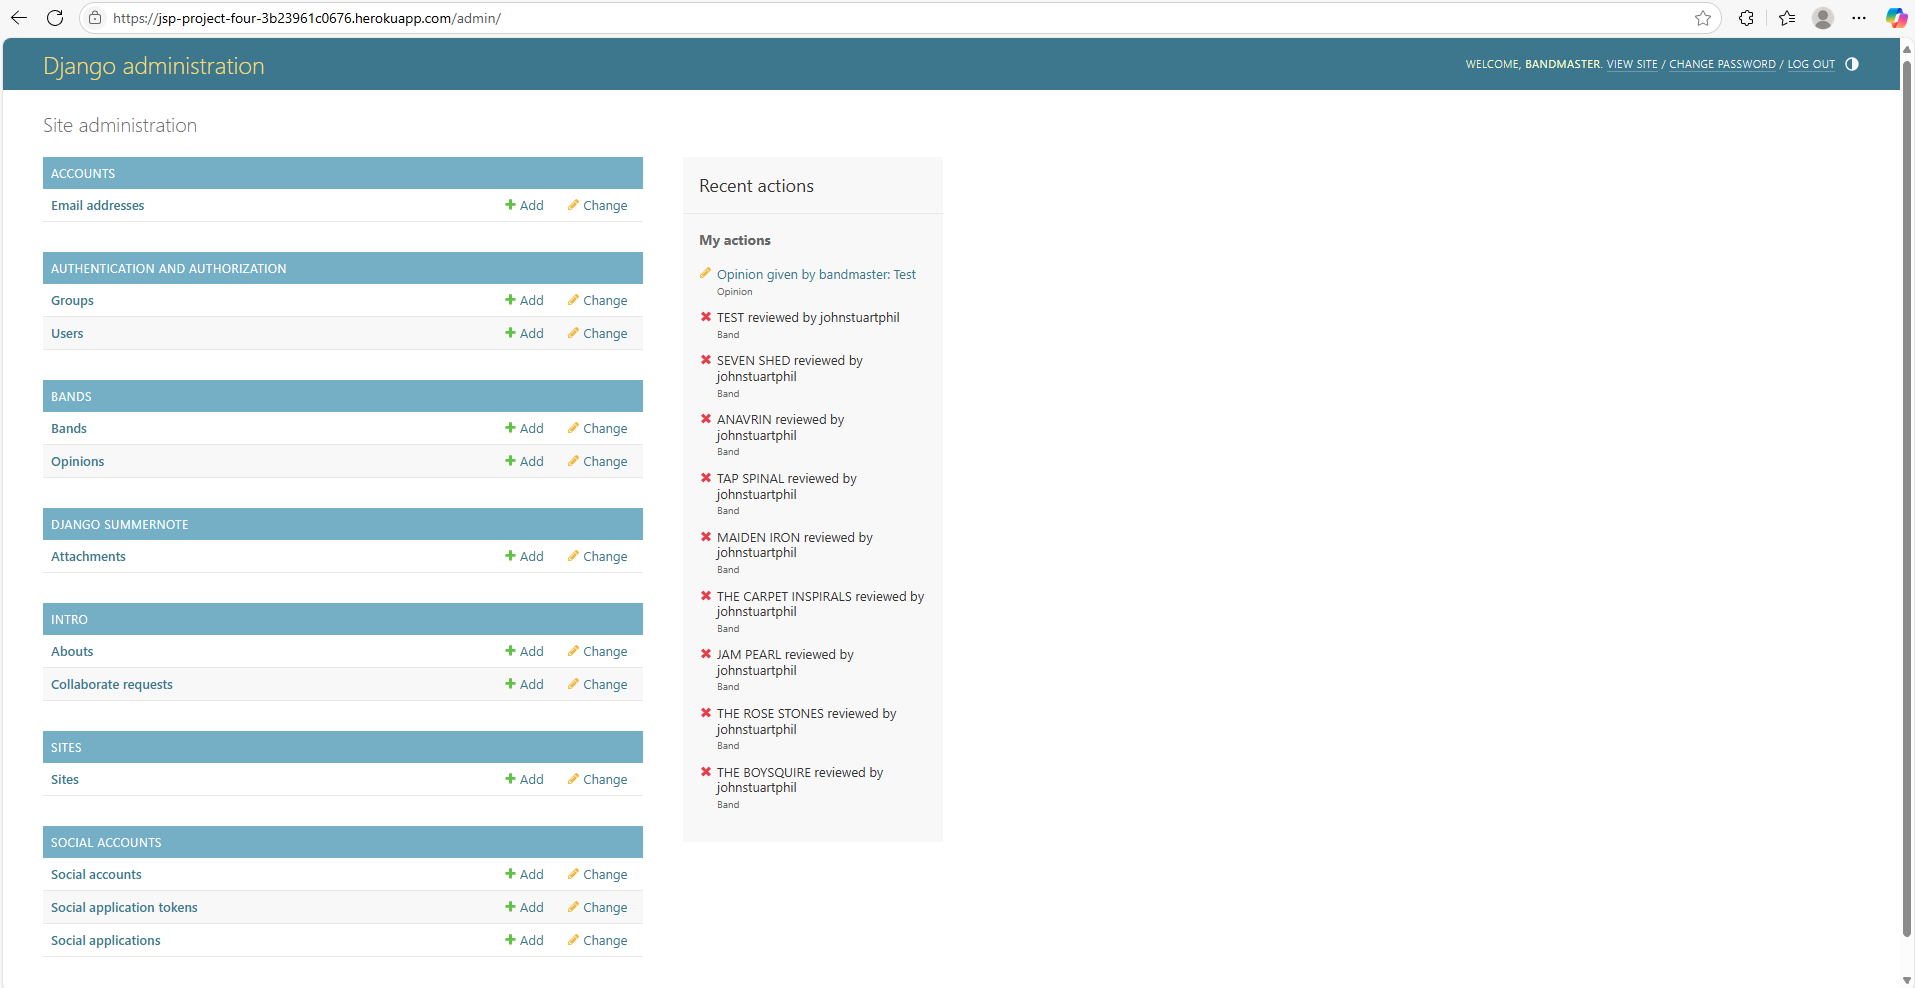 https://jsp-project-four-3b23961c0676.herokuapp.com/admin/
Django administration
WELCOME, BANDMASTER. VIEW SITE / CHANGE PASSWORD / LOG OUT
Site administration
ACCOUNTS
Email addresses Add Change
AUTHENTICATION AND AUTHORIZATION
Groups Add Change
Users Add Change
BANDS
Bands Add Change
Opinions Add Change
DJANGO SUMMERNOTE
Attachments Add Change
INTRO
Abouts Add Change
Collaborate requests Add Change
SITES
Sites Add Change
SOCIAL ACCOUNTS
Social accounts Add Change
Social application tokens Add Change
Social applications Add Change
Recent actions
My actions
Opinion given by bandmaster: Test
Opinion
TEST reviewed by johnstuartphil
Band
SEVEN SHED reviewed by
johnstuartphil
Band
ANAVRIN reviewed by
johnstuartphil
Band
TAP SPINAL reviewed by
johnstuartphil
Band
MAIDEN IRON reviewed by
johnstuartphil
Band
THE CARPET INSPIRALS reviewed by
johnstuartphil
Band
JAM PEARL reviewed by
johnstuartphil
Band
THE ROSE STONES reviewed by
johnstuartphil
Band
THE BOYSQUIRE reviewed by
johnstuartphil
Band